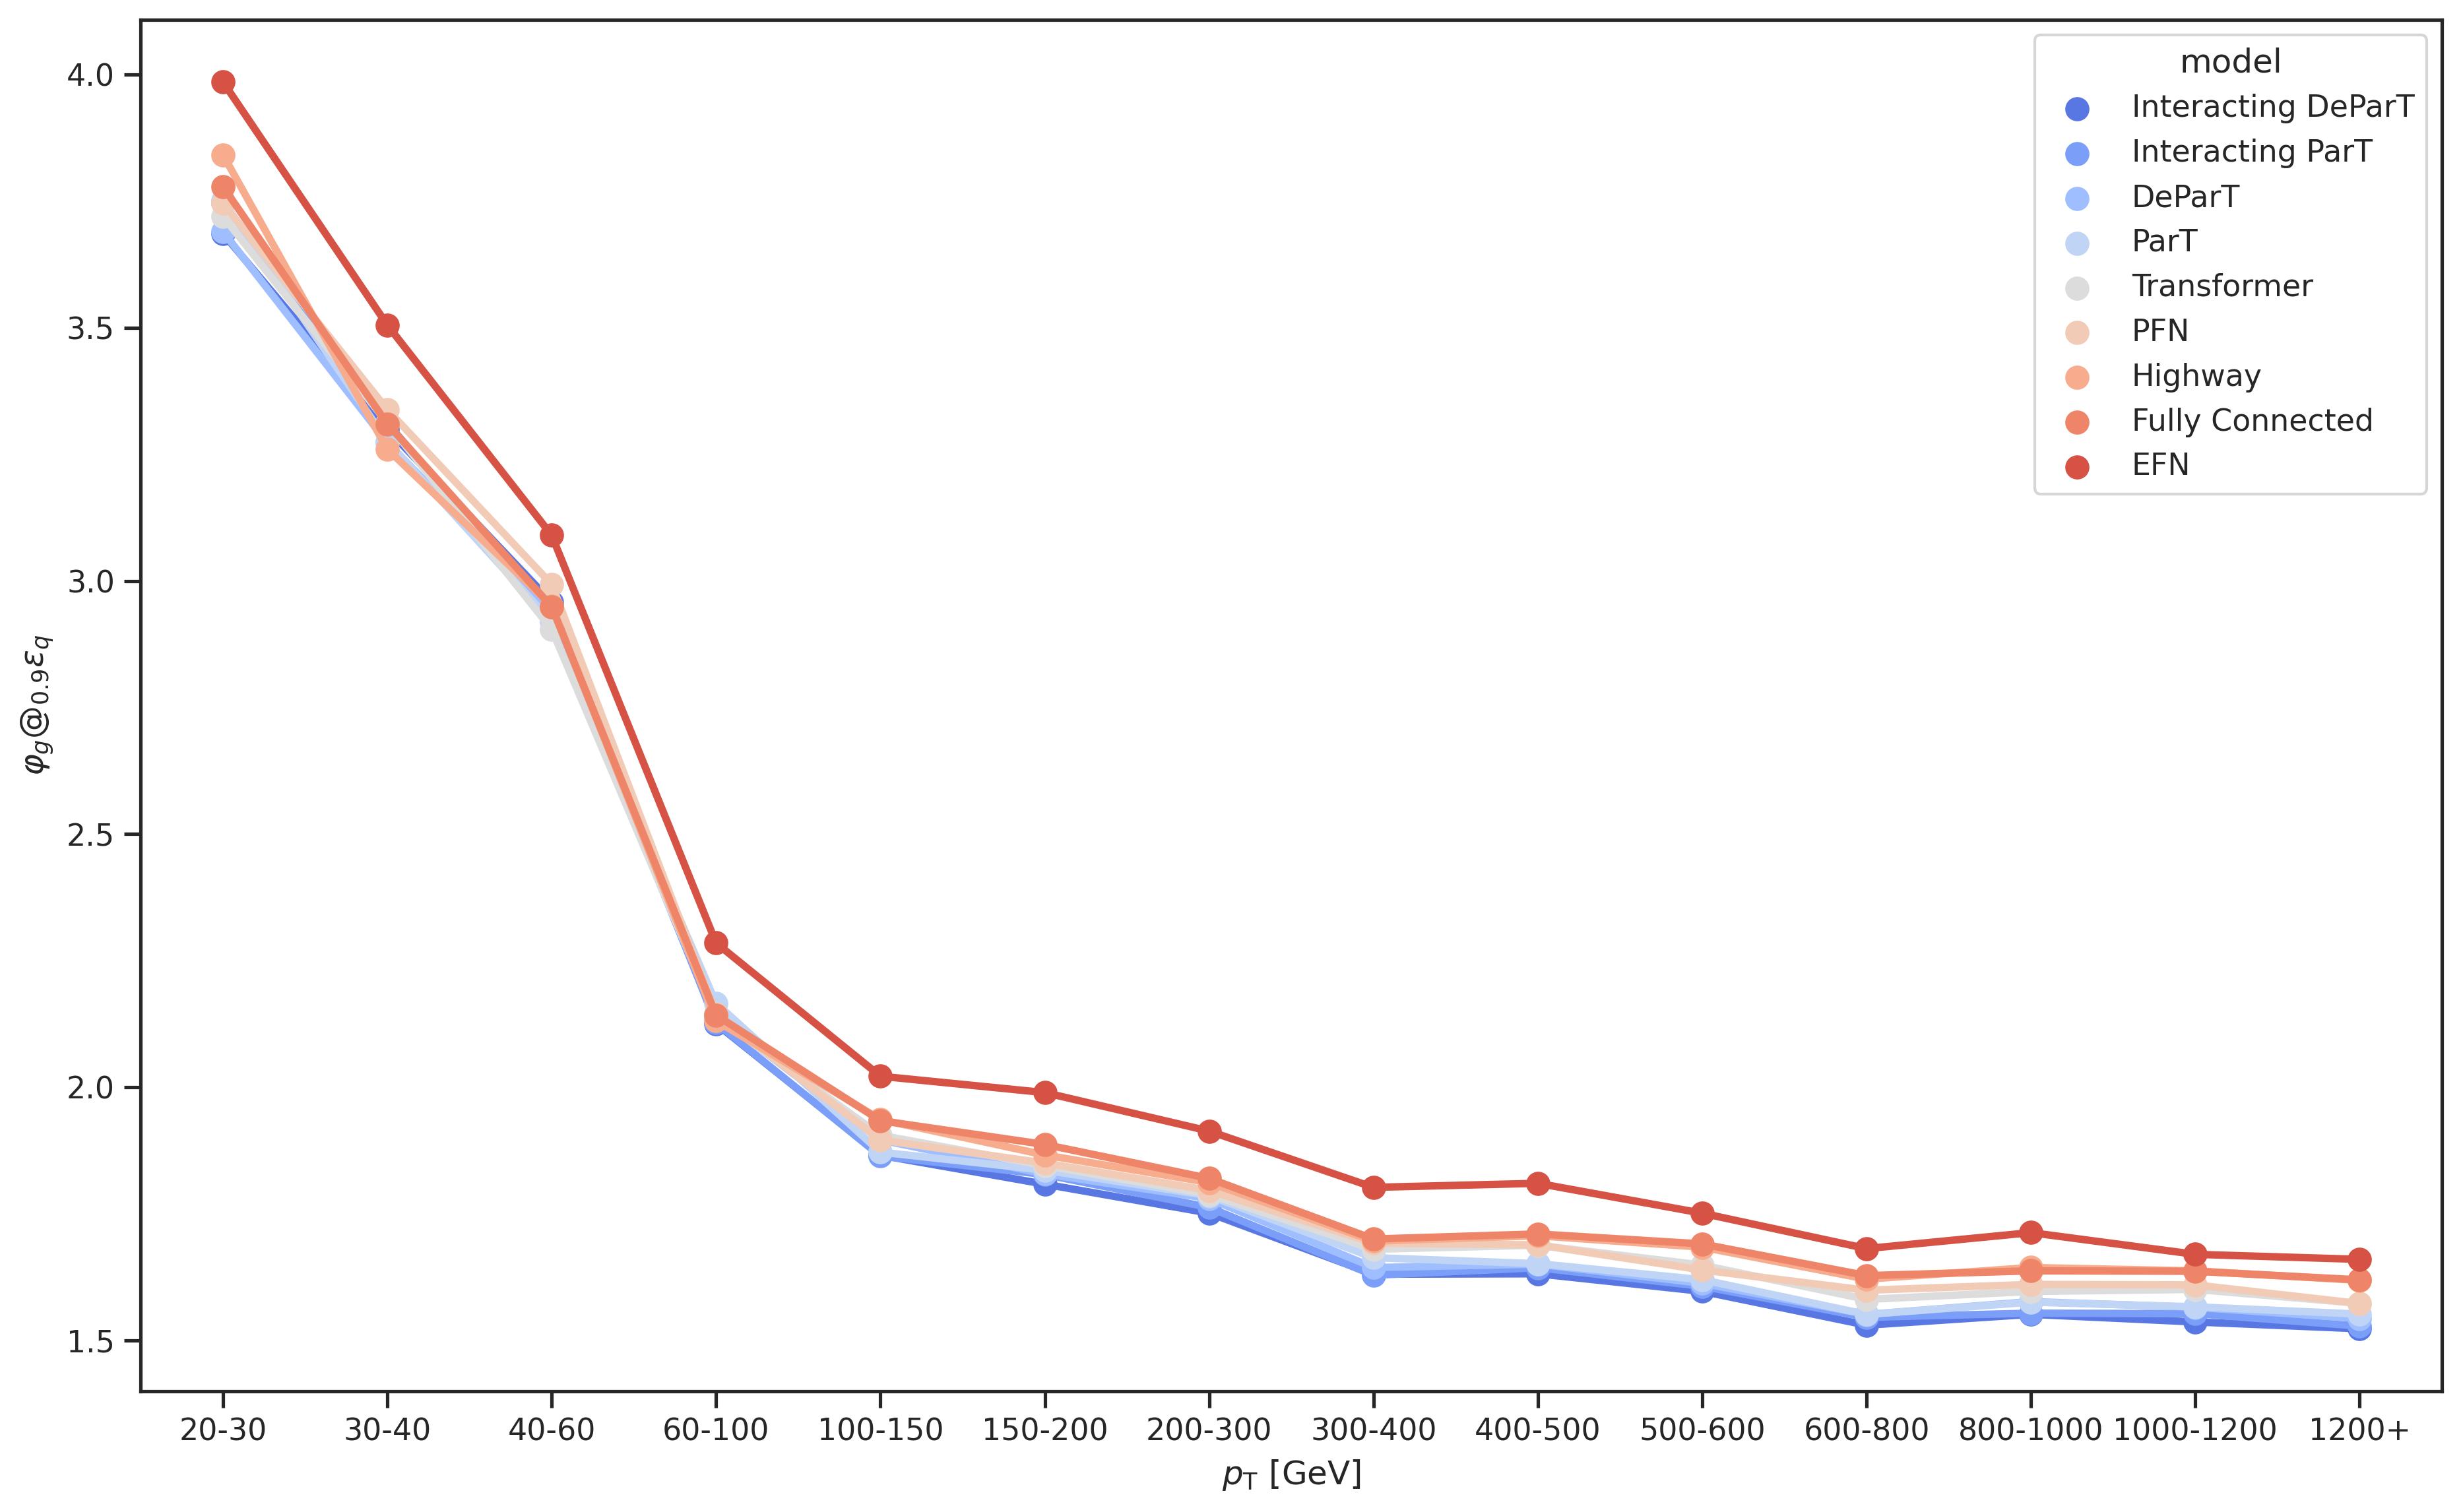 4.0
3.5
3.0
2.5
2.0
1.5
φg@0.9εq
model
Interacting DeParT
Interacting ParT
DeParT
ParT
Transformer
PFN
Highway
Fully Connected
EFN
20-30 30-40 40-60 60-100 100-150 150-200 200-300 300-400 400-500 500-600 600-800 800-1000 1000-1200 1200+
pT [GeV]